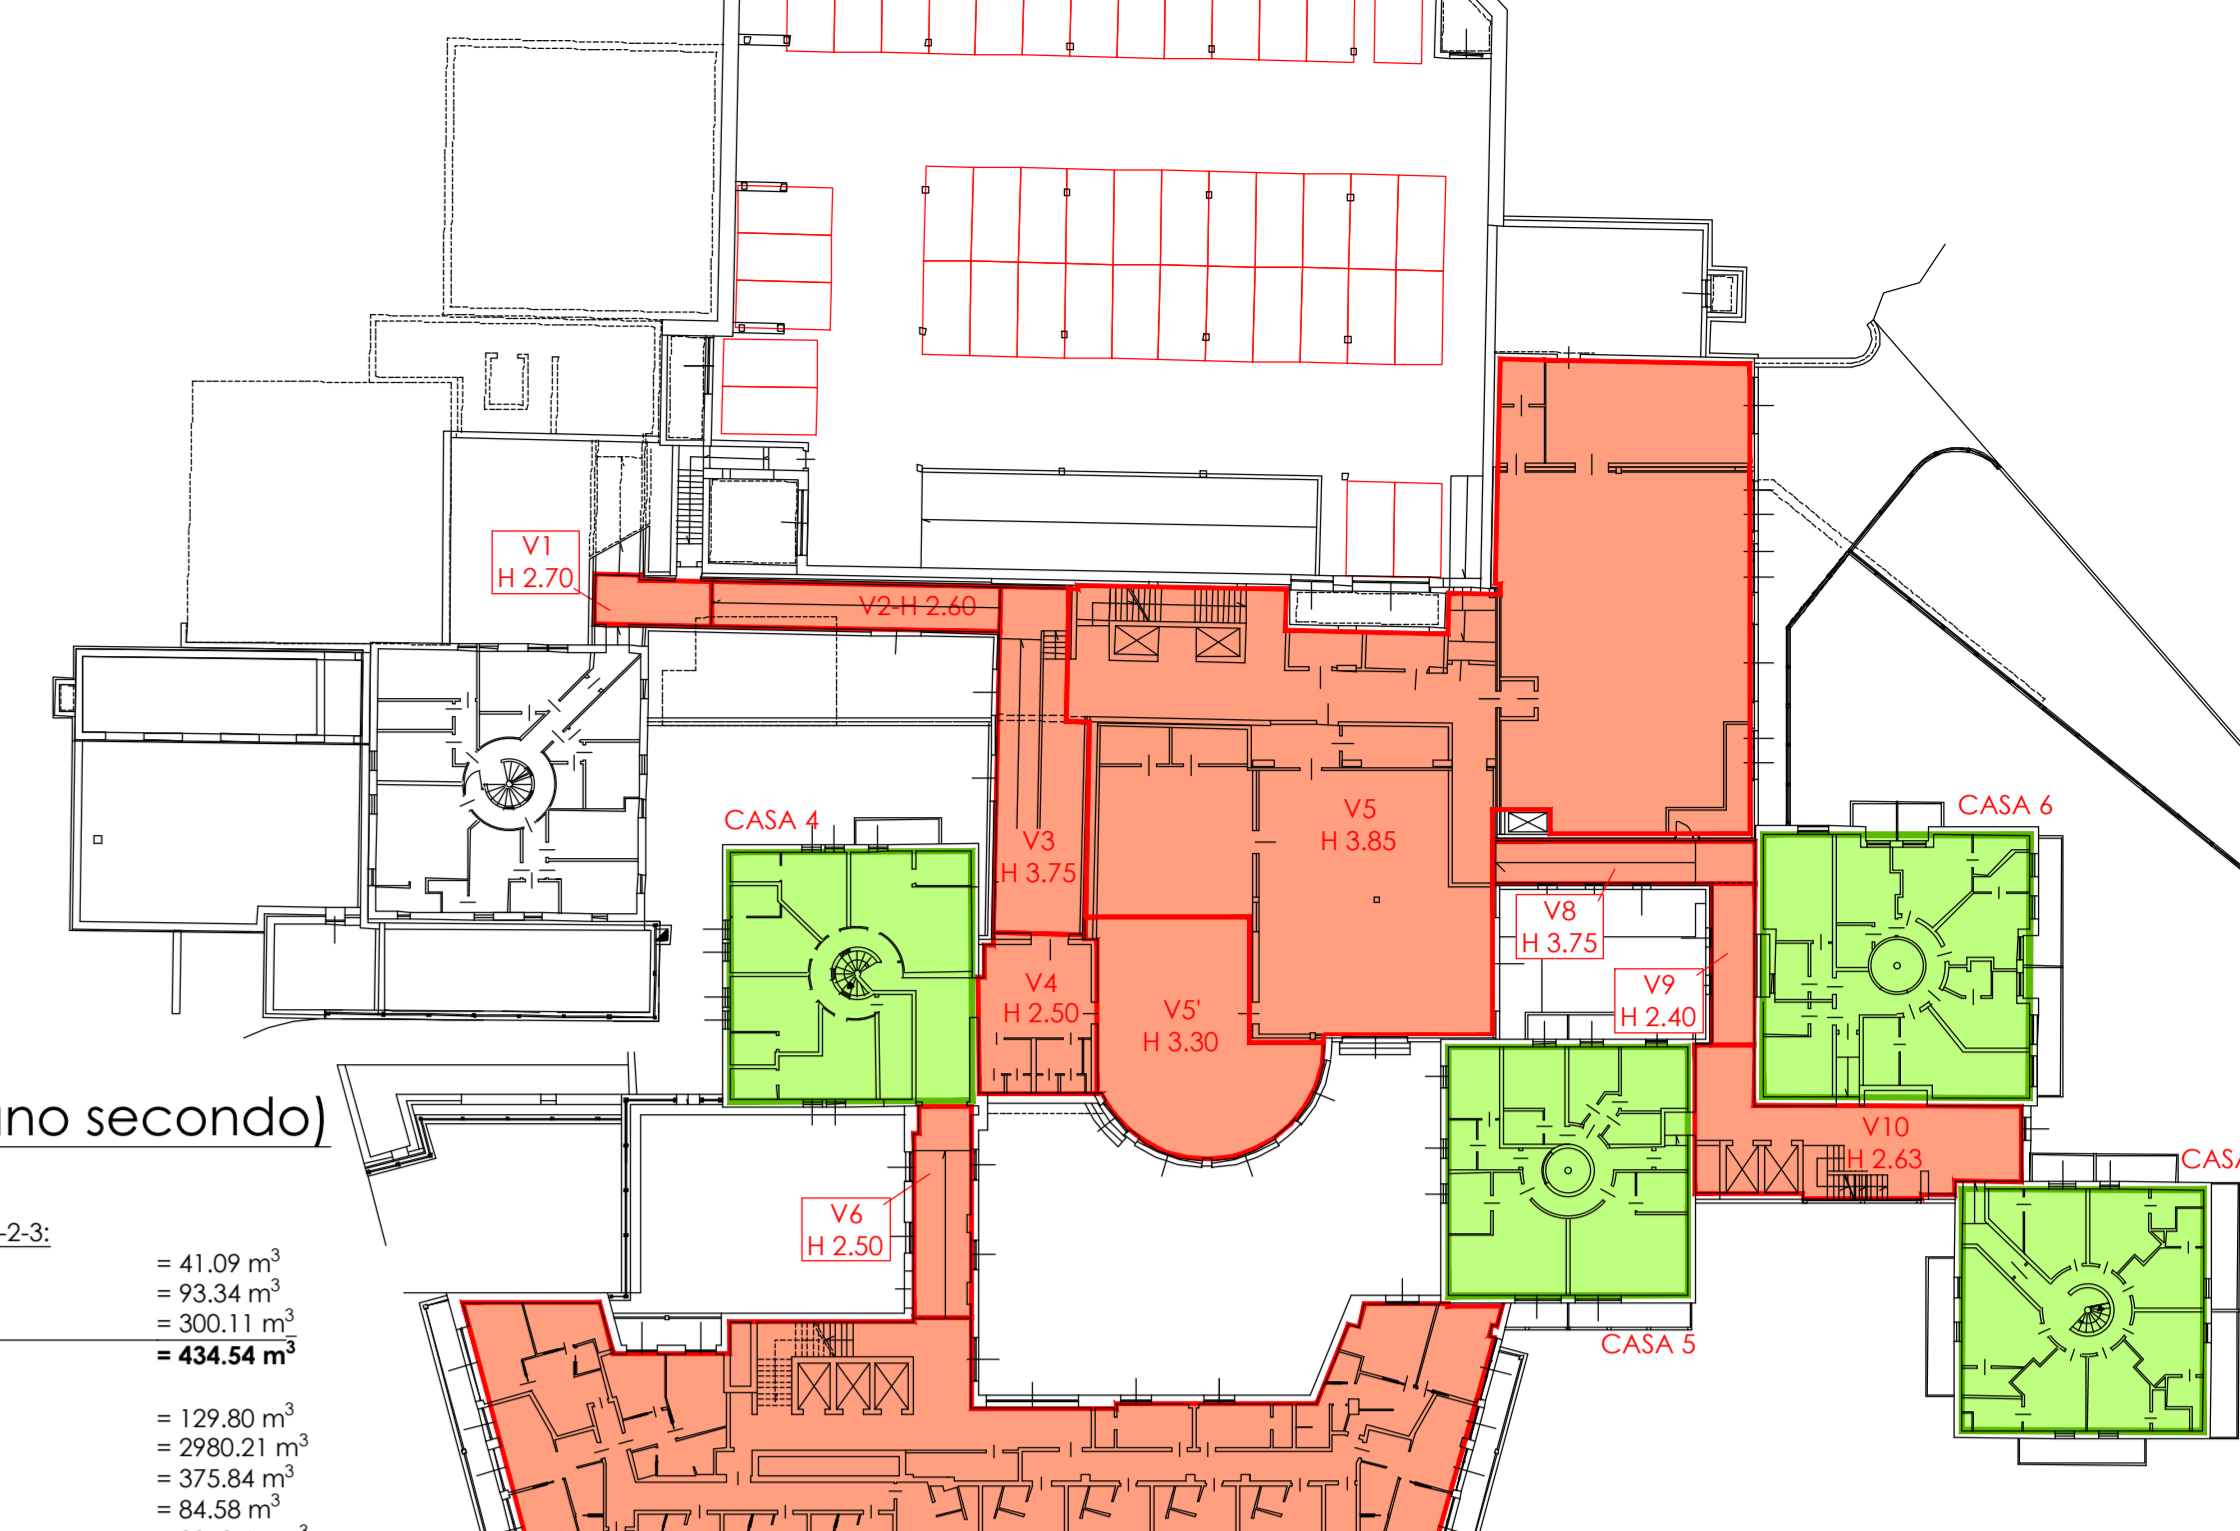 V1
H 2.70
V2-H 2.60
CASA 4
V3
H 3.75
V5
H 3.85
CASA 6
V8
H 3.75
V4
H 2.50
V5'
H 3.30
V9
H 2.40
V10
H 2.63
CASA
V6
H 2.50
CASA 5
no secondo)
-2-3:
= 41.09 m³
= 93.34 m³
= 300.11 m³
= 434.54 m³
= 129.80 m³
= 2980.21 m³
= 375.84 m³
= 84.58 m³